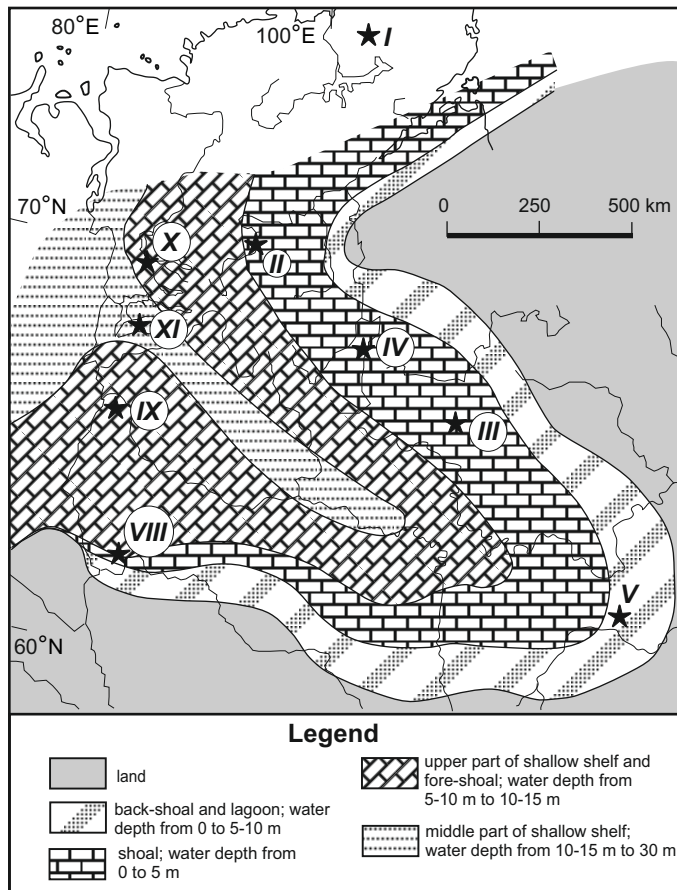 80°E
100°E
I
70°N
0 250 500 km
X
II
XI
IV
IX
III
VIII
V
60°N
Legend
land
back-shoal and lagoon; water
depth from 0 to 5-10 m
shoal; water depth from
0 to 5 m
upper part of shallow shelf and
fore-shoal; water depth from
5-10 m to 10-15 m
middle part of shallow shelf;
water depth from 10-15 m to 30 m